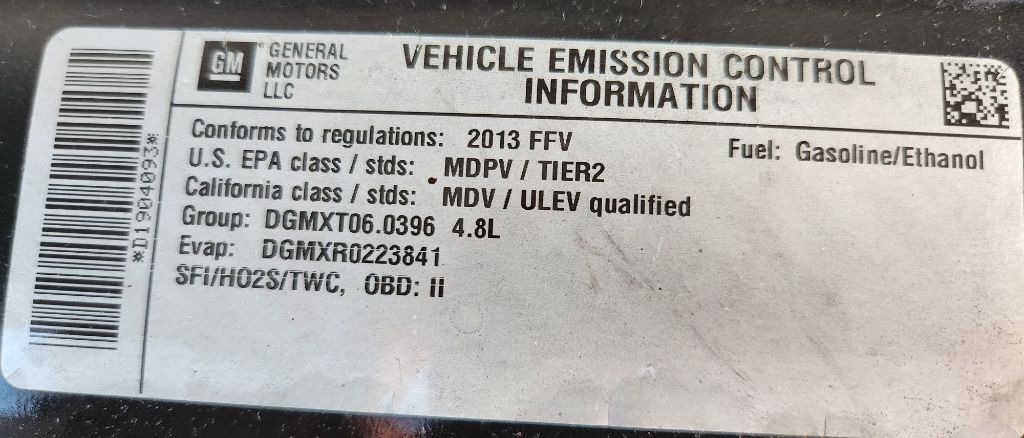 GM
GENERAL
MOTORS
LLC
VEHICLE EMISSION CONTROL
INFORMATION
Conforms to regulations: 2013 FFV
Fuel: Gasoline/Ethanol
U.S. EPA class / stds: MDPV / TIER2
California class / stds: MDV / ULEV qualified
Group: DGMXT06.0396 4.8L
Evap: DGMXR0223841
SFI/HO2S/TWC, OBD: II
*D1904093*